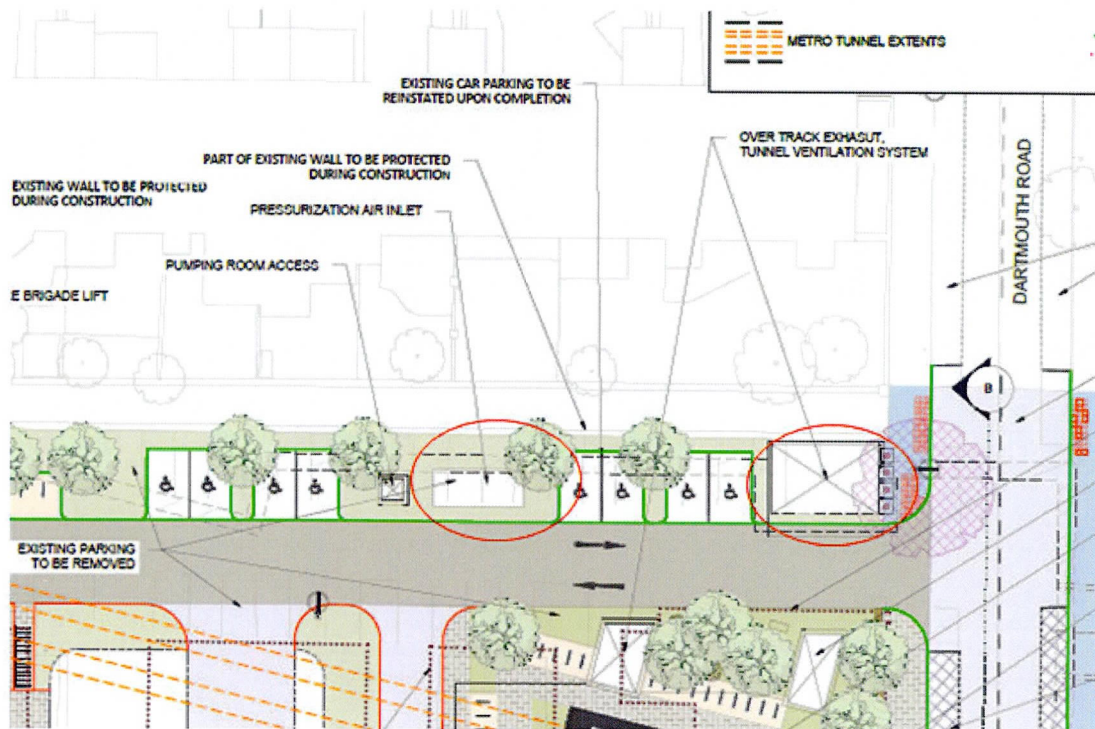 METRO TUNNEL EXTENTS
EXISTING CAR PARKING TO BE
REINSTATED UPON COMPLETION
OVER TRACK EXHASUT,
TUNNEL VENTILATION SYSTEM
PART OF EXISTING WALL TO BE PROTECTED
DURING CONSTRUCTION
EXISTING WALL TO BE PROTECTED
DURING CONSTRUCTION
PRESSURIZATION AIR INLET
DARTMOUTH ROAD
PUMPING ROOM ACCESS
E BRIGADE LIFT
B
EXISTING PARKING
TO BE REMOVED